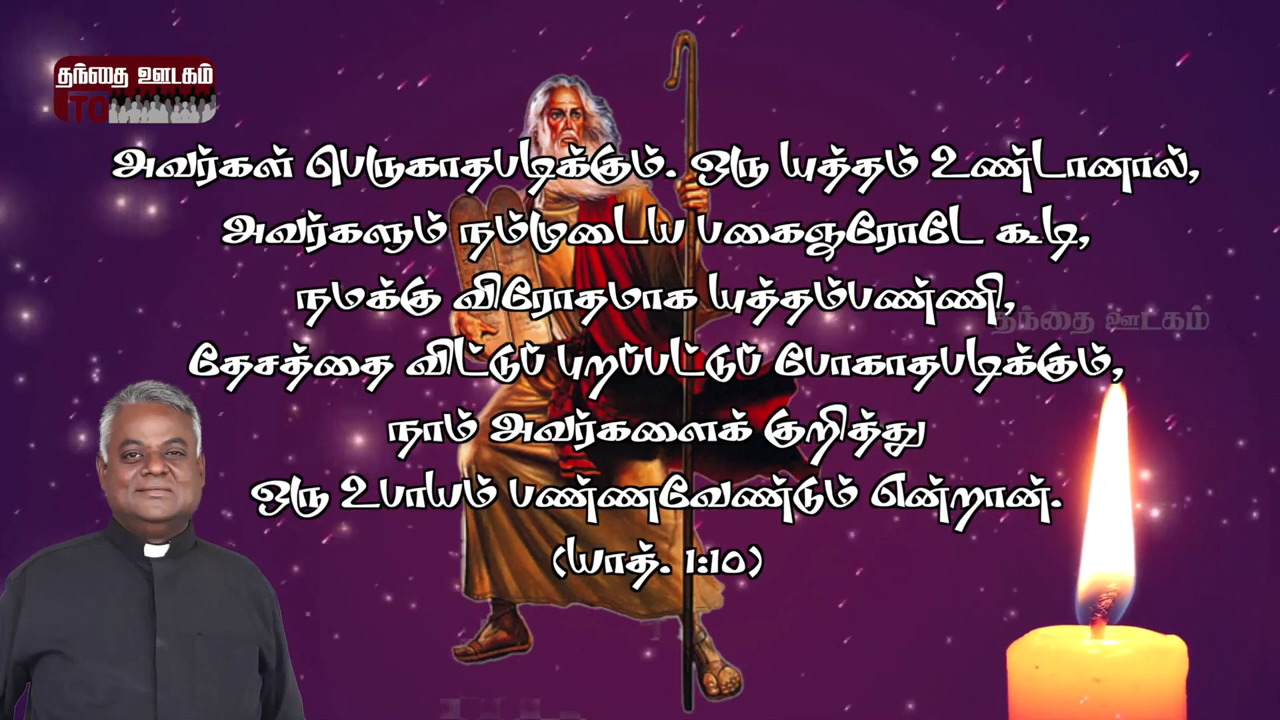 தந்தை ஊடகம்
TO
அவர்கள் பெருகாதபடிக்கும். ஒரு யுத்தம் உண்டானால்,
அவர்களும் நம்முடைய பகைஞரோடே கூடி,
நமக்கு விரோதமாக யுத்தம்பண்ணி,
தந்தை ஊடகம்
தேசத்தை விட்டுப் புறப்பட்டுப் போகாதபடிக்கும்,
நாம் அவர்களைக் குறித்து
ஒரு உபாயம் பண்ணவேண்டும் என்றான்.
(யாத். 1:10)